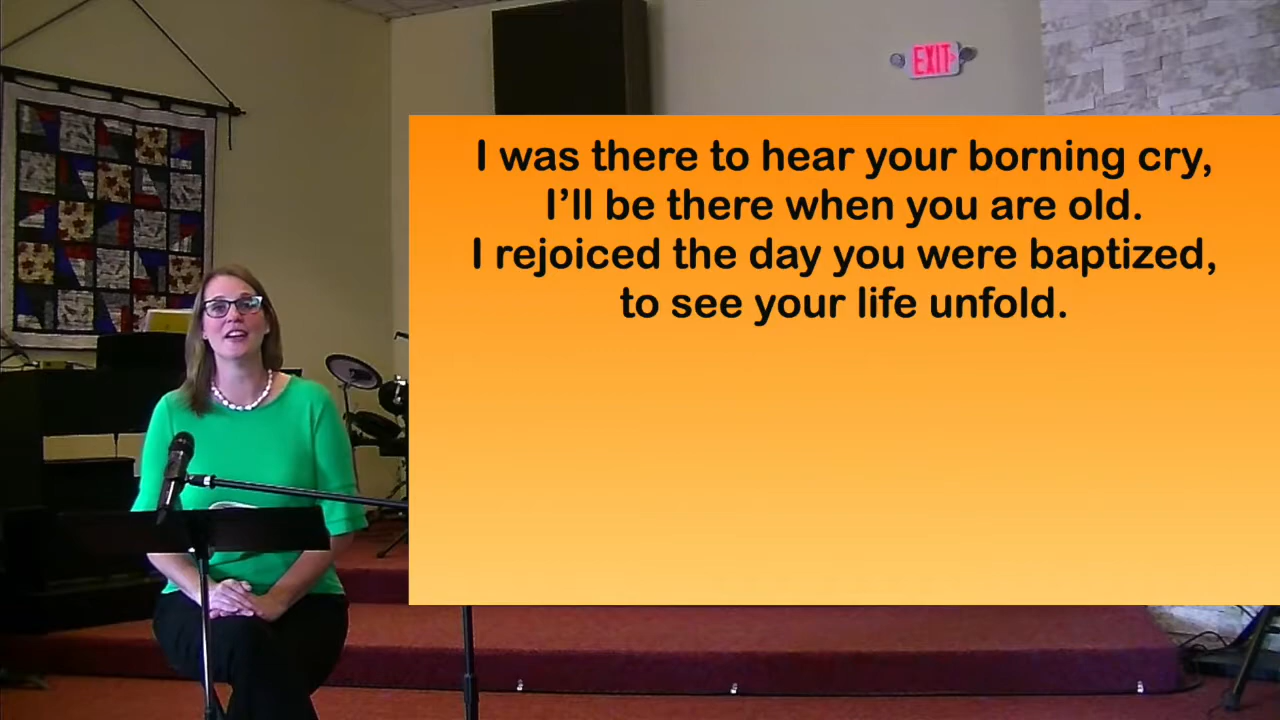 EXIT
I was there to hear your borning cry,
I’ll be there when you are old.
I rejoiced the day you were baptized,
to see your life unfold.